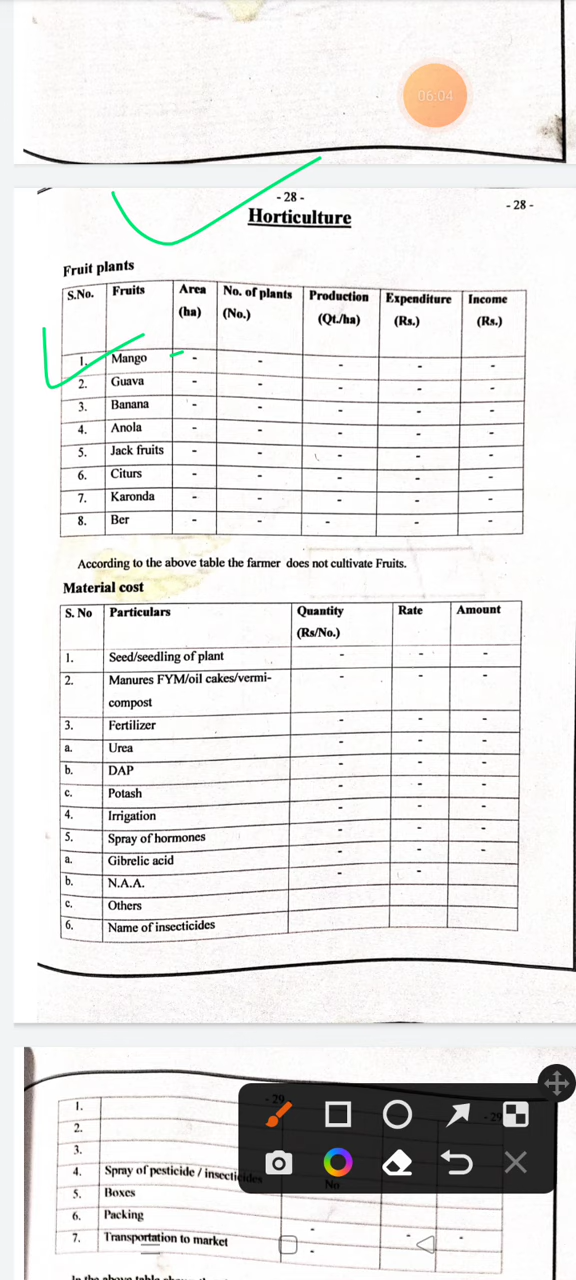 06:04
- 28 -
- 28 -
Horticulture
Fruit plants
S.No. Fruits Area (ha) No. of plants (No.) Production (Qt./ha) Expenditure (Rs.) Income (Rs.)
1. Mango - - - - -
2. Guava - - - - -
3. Banana - - - - -
4. Anola - - - - -
5. Jack fruits - - - - -
6. Citurs - - - - -
7. Karonda - - - - -
8. Ber - - - - -
According to the above table the farmer does not cultivate Fruits.
Material cost
S. No Particulars Quantity (Rs/No.) Rate Amount
1. Seed/seedling of plant - - -
2. Manures FYM/oil cakes/vermi- - - -
compost
3. Fertilizer - - -
a. Urea - - -
b. DAP - - -
c. Potash - - -
4. Irrigation - - -
5. Spray of hormones - - -
a. Gibrelic acid - - -
b. N.A.A. - -
c. Others
6. Name of insecticides
- 29
- 29
1.
2.
3.
4. Spray of pesticide / insecticides No
5. Boxes
6. Packing -
7. Transportation to market - - -